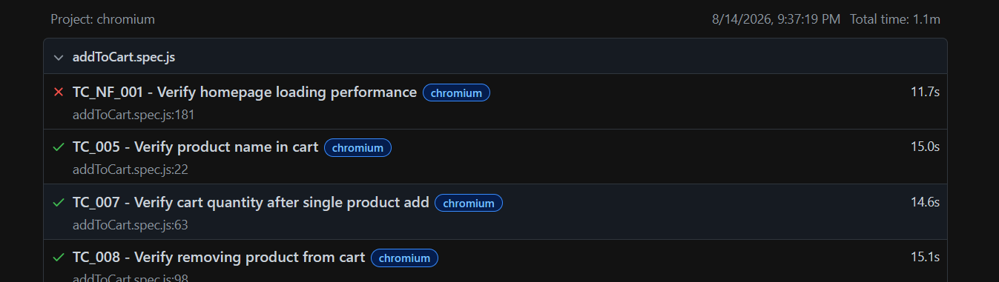 Project: chromium
8/14/2026, 9:37:19 PM Total time: 1.1m
addToCart.spec.js
TC_NF_001 - Verify homepage loading performance chromium 11.7s
addToCart.spec.js:181
TC_005 - Verify product name in cart chromium 15.0s
addToCart.spec.js:22
TC_007 - Verify cart quantity after single product add chromium 14.6s
addToCart.spec.js:63
TC_008 - Verify removing product from cart chromium 15.1s
addToCart.spec.js:98